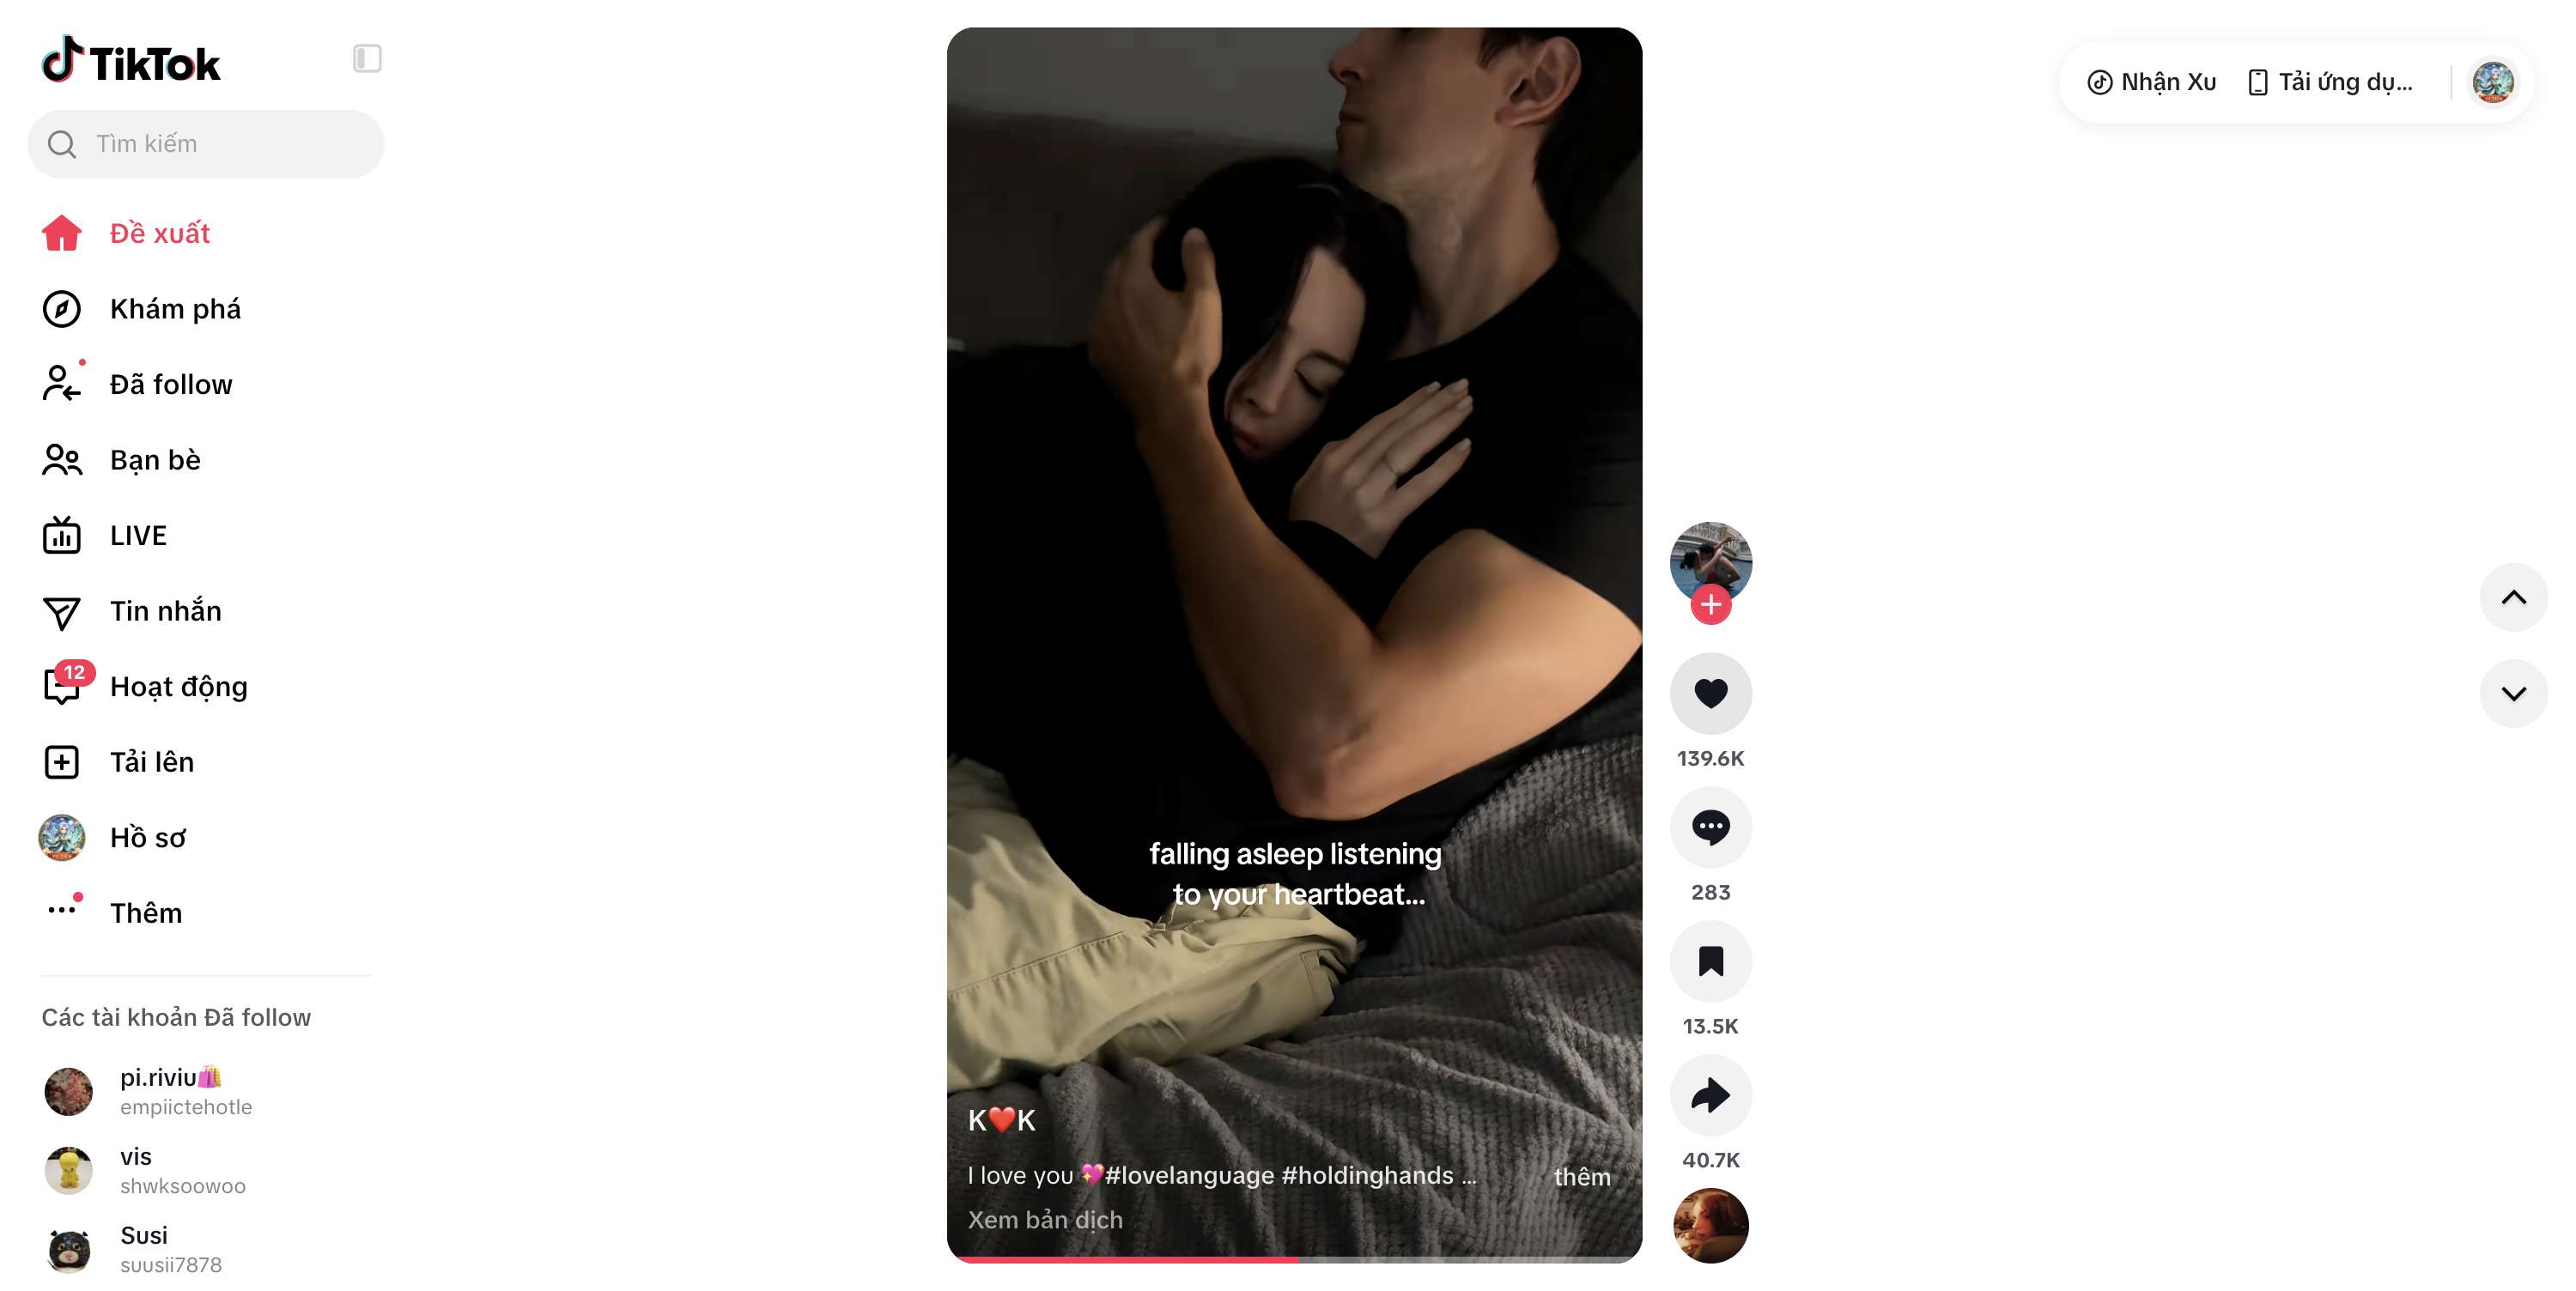 TikTok
Tìm kiếm
Đề xuất
Khám phá
Đã follow
Bạn bè
LIVE
Tin nhắn
12
Hoạt động
Tải lên
Hồ sơ
Thêm
Các tài khoản Đã follow
pi.riviu🛍️
empiictehotle
vis
shwksoowoo
Susi
suusii7878
falling asleep listening
to your heartbeat...
K❤️K
I love you 💖#lovelanguage #holdinghands ... thêm
Xem bản dịch
139.6K
283
13.5K
40.7K
Nhận Xu
Tải ứng dụ...